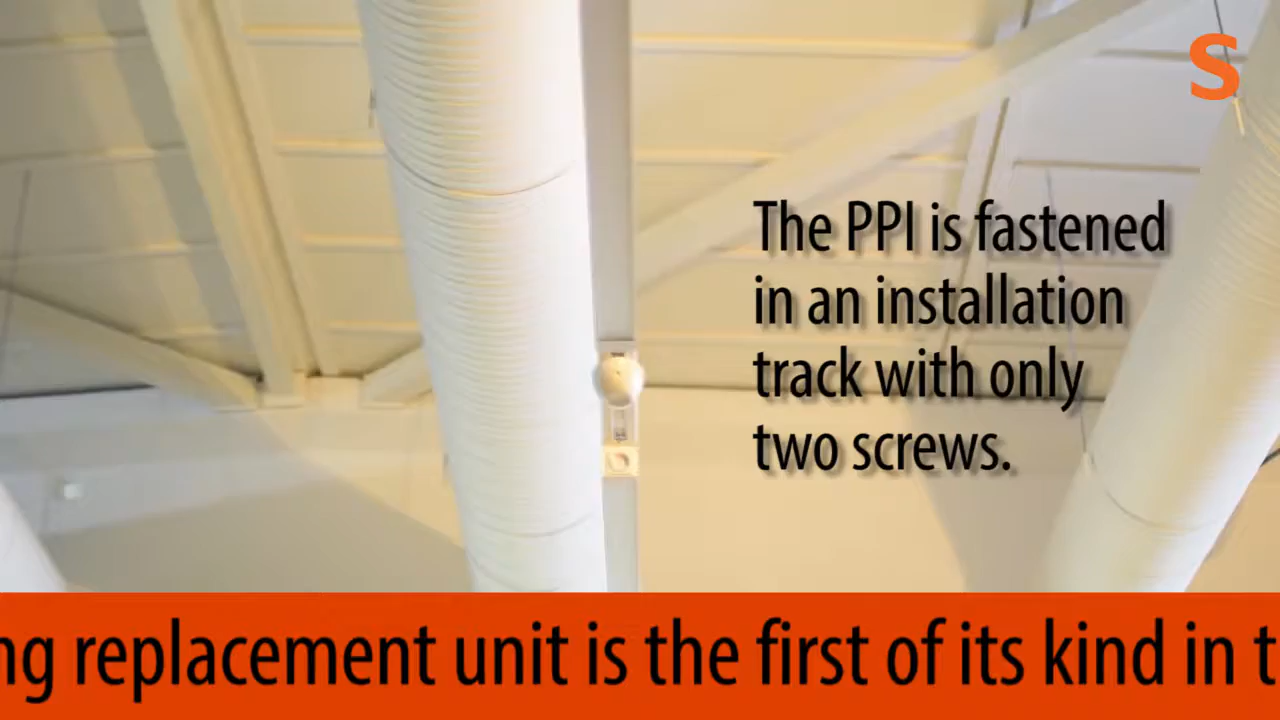 S
The PPI is fastened
in an installation
track with only
two screws.
ng replacement unit is the first of its kind in t